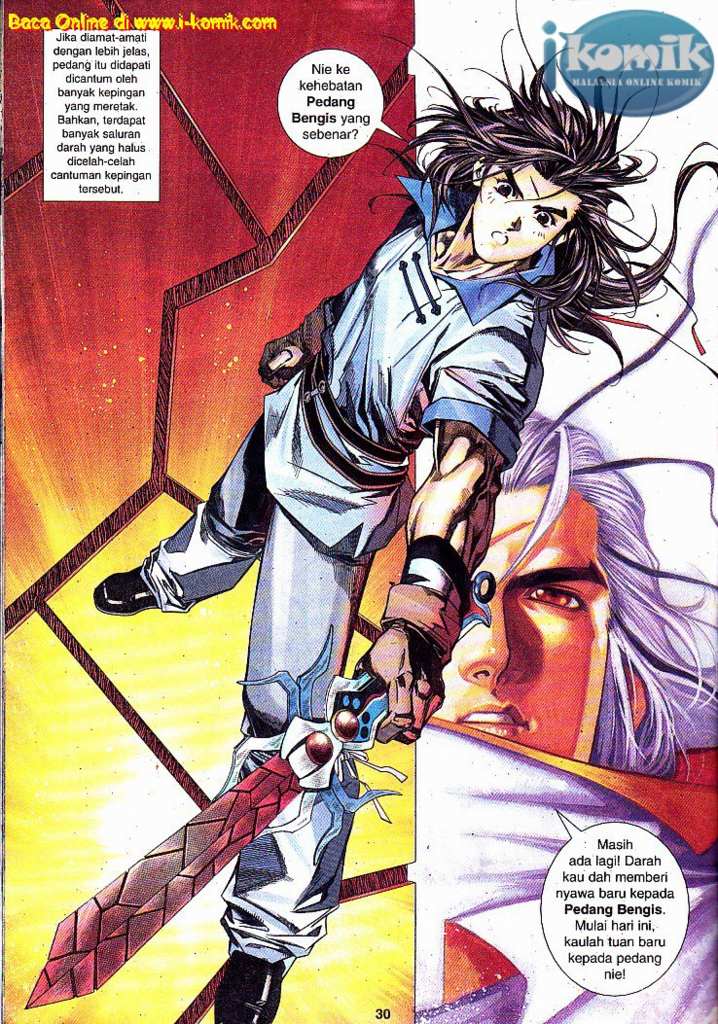 Baca Online di www.i-komik.com
ikomik
MALAYSIA ONLINE KOMIK
Jika diamat-amati
dengan lebih jelas,
pedang itu didapati
dicantum oleh
banyak kepingan
yang meretak.
Bahkan, terdapat
banyak saluran
darah yang halus
dicelah-celah
cantuman kepingan
tersebut.
Nie ke
kehebatan
Pedang
Bengis yang
sebenar?
Masih
ada lagi! Darah
kau dah memberi
nyawa baru kepada
Pedang Bengis.
Mulai hari ini,
kaulah tuan baru
kepada pedang
nie!
30